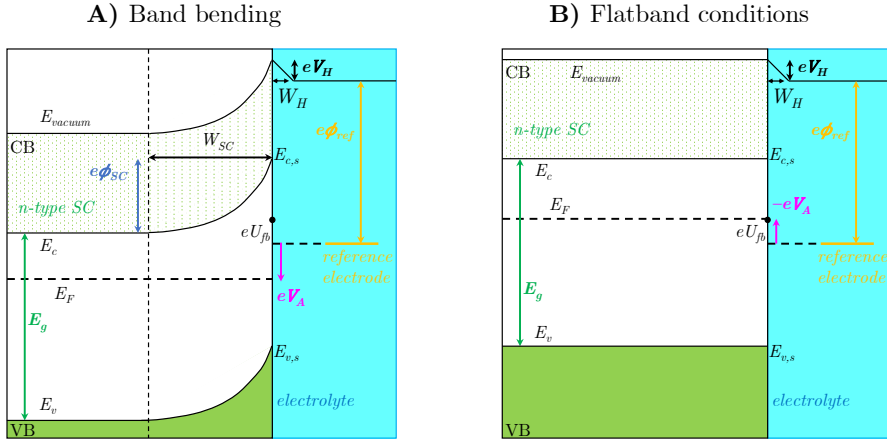 A) Band bending
eV_H
W_H
E_vacuum
CB
W_SC
eϕ_ref
E_c,s
eϕ_SC
n-type SC
eU_fb
E_c
reference
electrode
E_F
eV_A
E_g
E_v,s
E_v
electrolyte
VB
B) Flatband conditions
eV_H
CB
E_vacuum
W_H
n-type SC
eϕ_ref
E_c,s
E_c
E_F
−eV_A
eU_fb
reference
electrode
E_g
E_v
E_v,s
electrolyte
VB